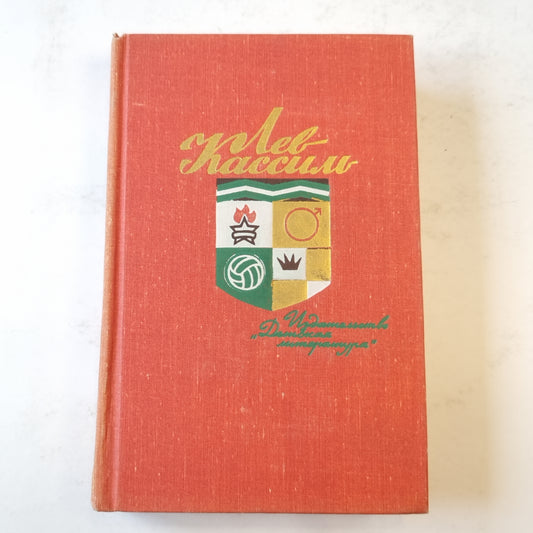 Лев
Кассиль
Издательство
„Детская
литература"